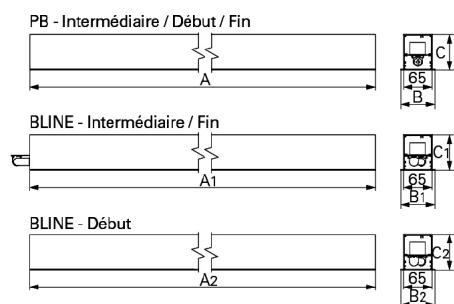 PB - Intermédiaire / Début / Fin
C
65
A
B
BLINE - Intermédiaire / Fin
C1
65
A1
B1
BLINE - Début
C2
65
A2
B2